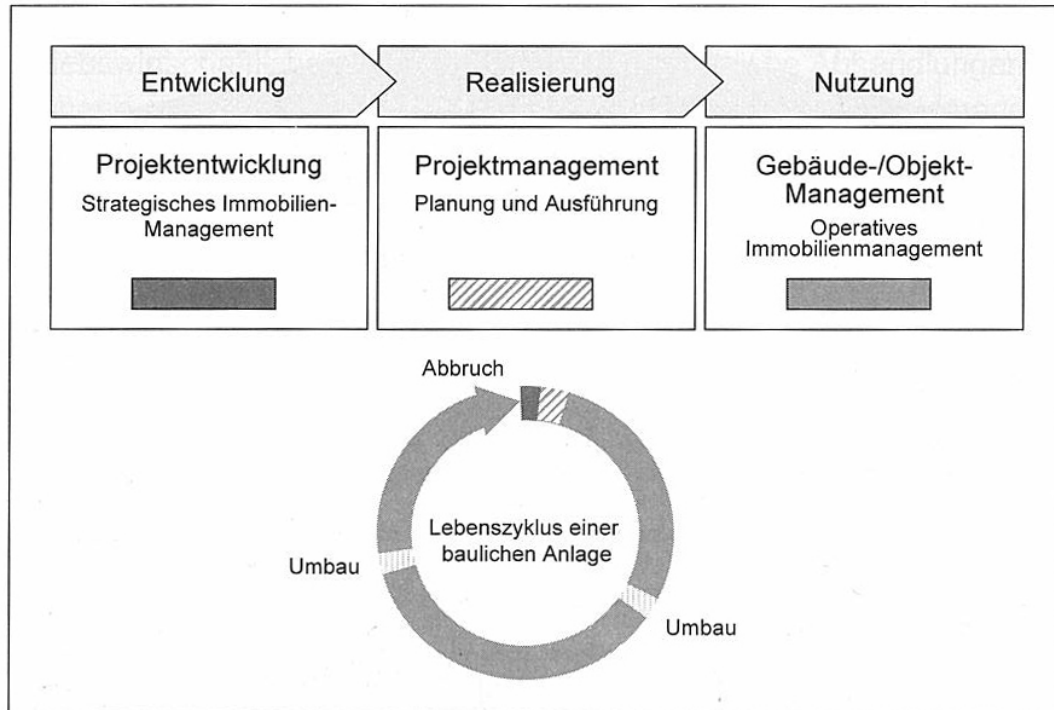 Entwicklung
Realisierung
Nutzung
Projektentwicklung
Strategisches Immobilien-
Management
Projektmanagement
Planung und Ausführung
Gebäude-/Objekt-
Management
Operatives
Immobilienmanagement
Abbruch
Lebenszyklus einer
baulichen Anlage
Umbau
Umbau